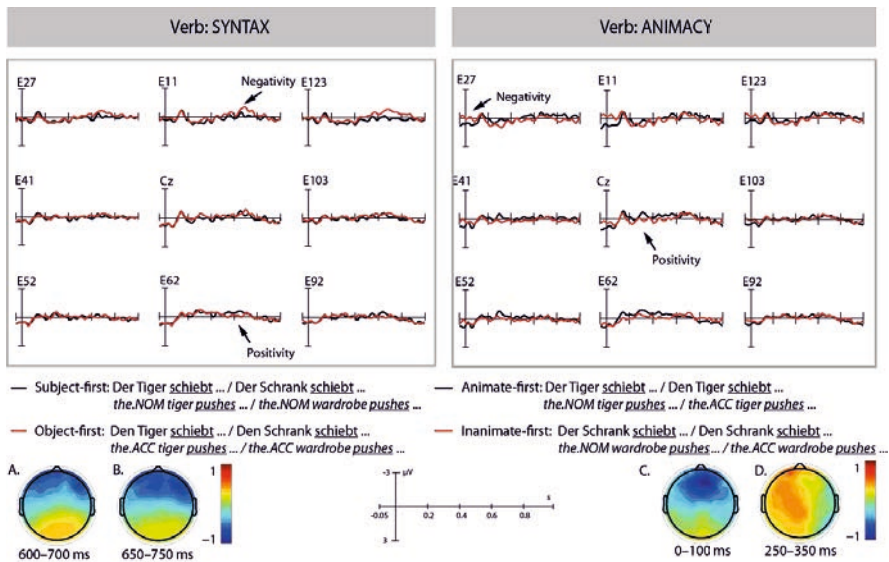 Verb: SYNTAX
Verb: ANIMACY
E27
E11
Negativity
E123
E41
Cz
E103
E52
E62
E92
Positivity
E27
Negativity
E11
E123
E41
Cz
E103
Positivity
E52
E62
E92
Subject-first: Der Tiger schiebt ... / Der Schrank schiebt ...
the.NOM tiger pushes ... / the.NOM wardrobe pushes ...
Object-first: Den Tiger schiebt ... / Den Schrank schiebt ...
the.ACC tiger pushes ... / the.ACC wardrobe pushes ...
Animate-first: Der Tiger schiebt ... / Den Tiger schiebt ...
the.NOM tiger pushes ... / the.ACC tiger pushes ...
Inanimate-first: Der Schrank schiebt ... / Den Schrank schiebt ...
the.NOM wardrobe pushes ... / the.ACC wardrobe pushes ...
A.
B.
1
-1
600–700 ms
650–750 ms
-3 µV
s
-0.05 0.2 0.4 0.6 0.8
3
C.
D.
1
-1
0–100 ms
250–350 ms